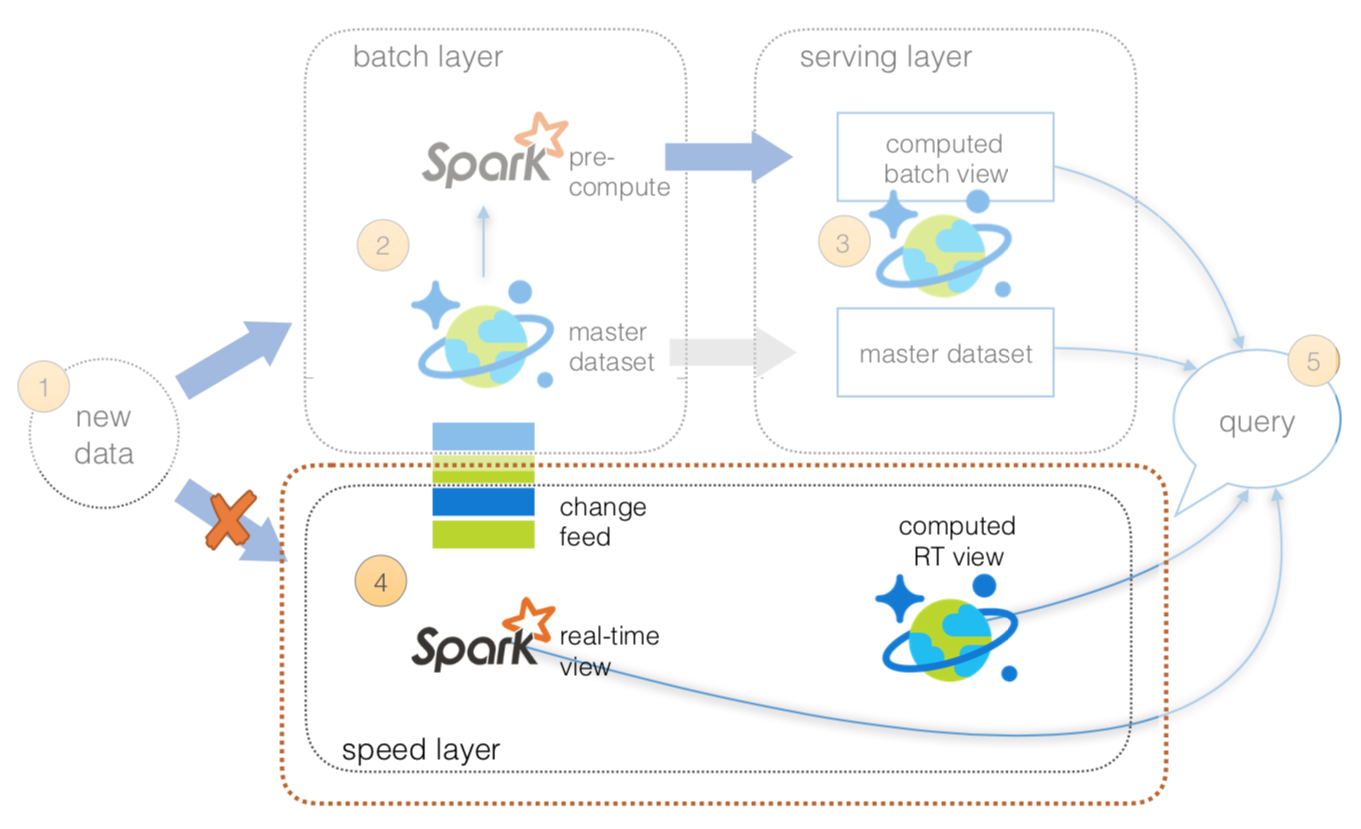 batch layer
serving layer
Spark
pre-
compute
computed
batch view
2
3
master
dataset
master dataset
1
new
data
5
query
change
feed
computed
RT view
4
Spark
real-time
view
speed layer